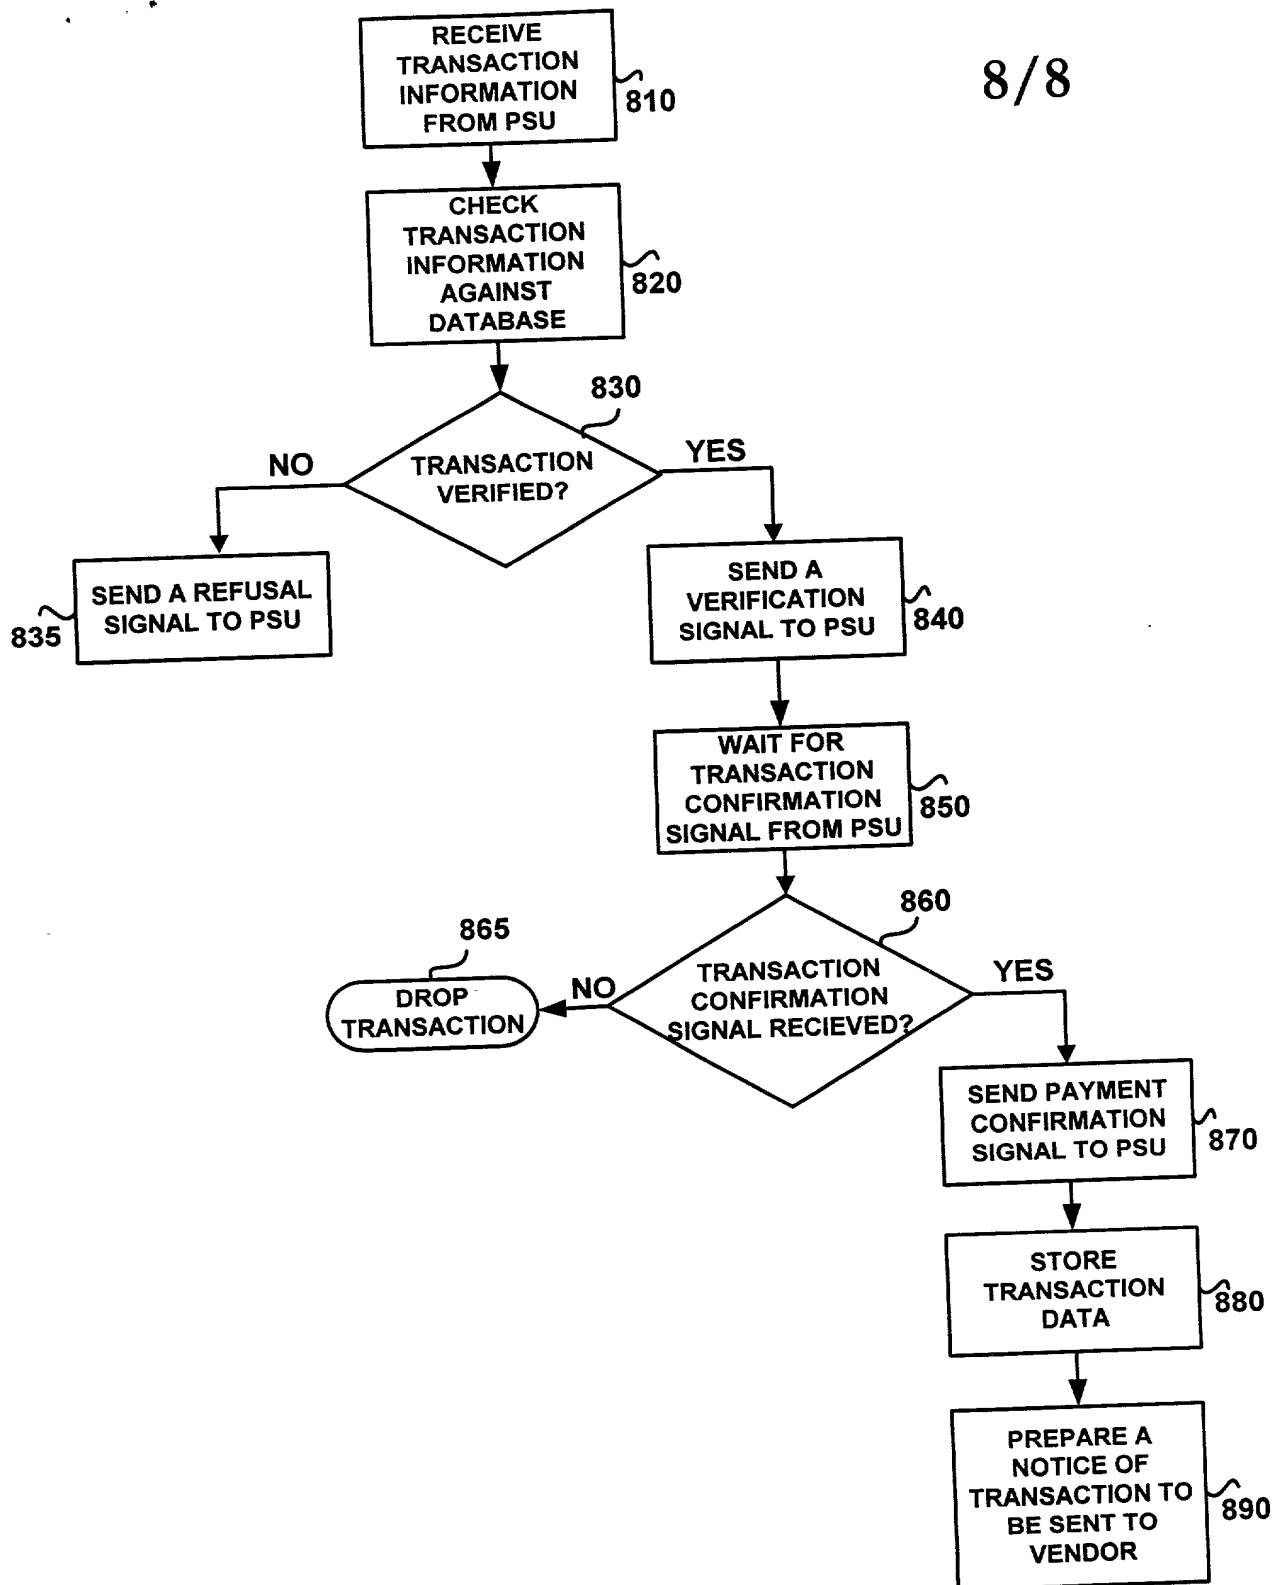 8/8
RECEIVE
TRANSACTION
INFORMATION
FROM PSU
810
CHECK
TRANSACTION
INFORMATION
AGAINST
DATABASE
820
830
TRANSACTION
VERIFIED?
NO
YES
SEND A REFUSAL
SIGNAL TO PSU
835
SEND A
VERIFICATION
SIGNAL TO PSU
840
WAIT FOR
TRANSACTION
CONFIRMATION
SIGNAL FROM PSU
850
860
TRANSACTION
CONFIRMATION
SIGNAL RECIEVED?
NO
YES
865
DROP
TRANSACTION
SEND PAYMENT
CONFIRMATION
SIGNAL TO PSU
870
STORE
TRANSACTION
DATA
880
PREPARE A
NOTICE OF
TRANSACTION TO
BE SENT TO
VENDOR
890